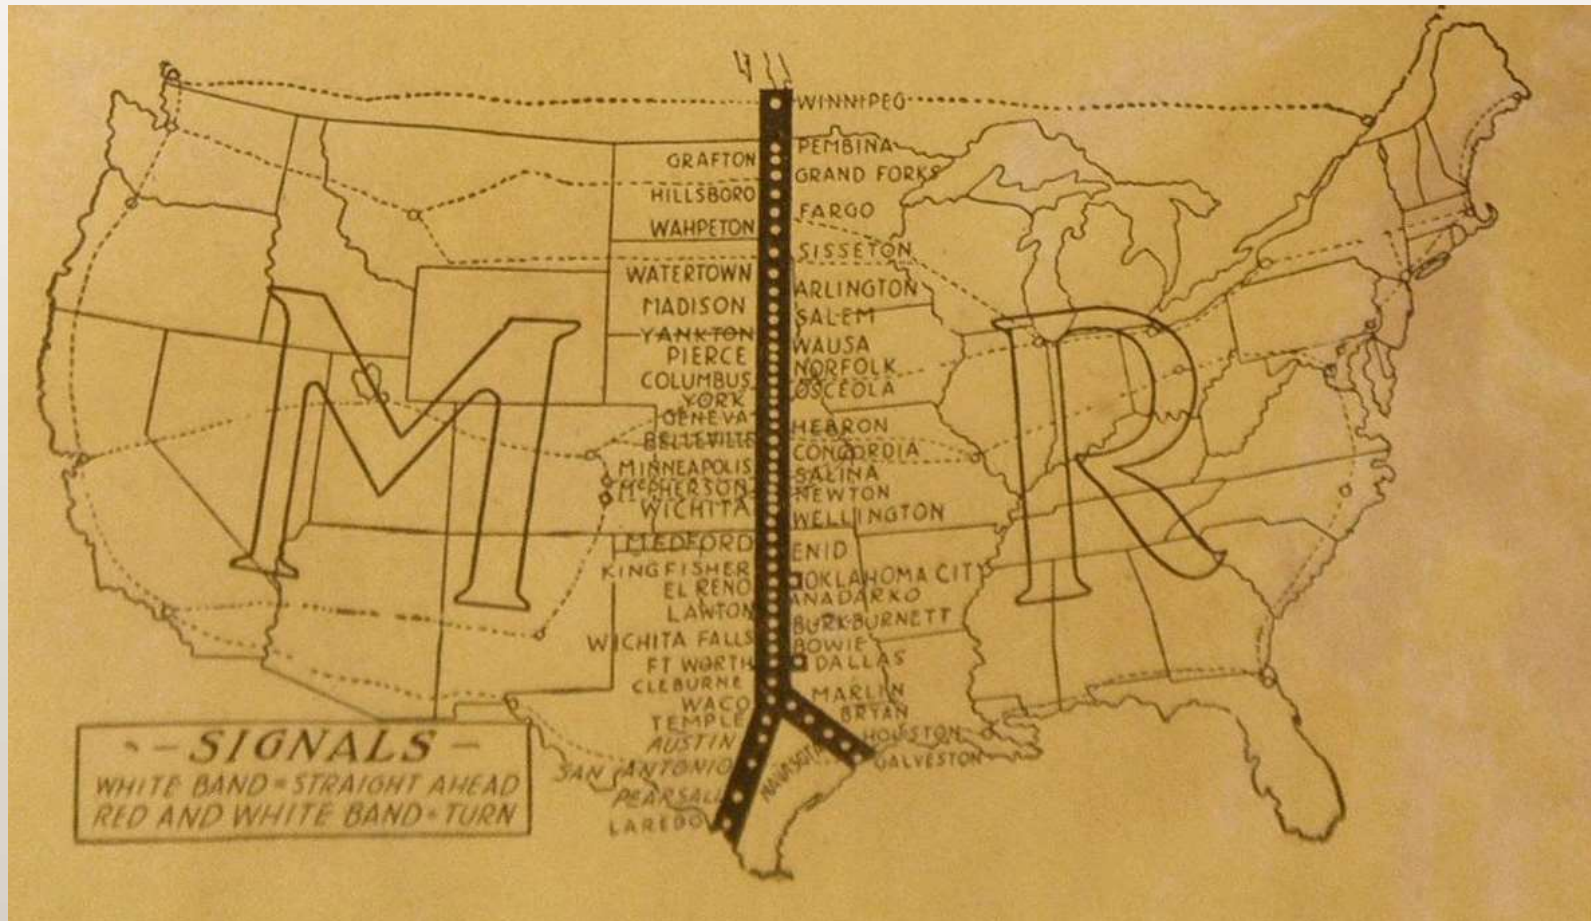 M
R
WINNIPEG
PEMBINA
GRAFTON
GRAND FORKS
HILLSBORO
FARGO
WAHPETON
SISSETON
WATERTOWN
ARLINGTON
MADISON
SALEM
YANKTON
WAUSA
PIERCE
NORFOLK
COLUMBUS
OSCEOLA
YORK
GENEVA
HEBRON
BELLEVILLE
CONCORDIA
MINNEAPOLIS
SALINA
McPHERSON
NEWTON
WICHITA
WELLINGTON
MEDFORD
ENID
KINGFISHER
OKLAHOMA CITY
EL RENO
ANADARKO
LAWTON
BURKBURNETT
WICHITA FALLS
BOWIE
FT WORTH
DALLAS
CLEBURNE
MARLIN
WACO
BRYAN
TEMPLE
HOUSTON
AUSTIN
NAVASOTA
GALVESTON
SAN ANTONIO
PEARSALL
LAREDO
- SIGNALS -
WHITE BAND = STRAIGHT AHEAD
RED AND WHITE BAND = TURN